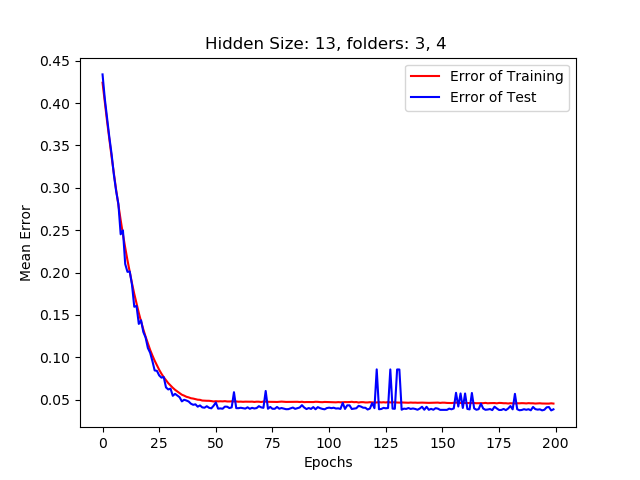 Hidden Size: 13, folders: 3, 4
Error of Training
Error of Test
Mean Error
0.45
0.40
0.35
0.30
0.25
0.20
0.15
0.10
0.05
0 25 50 75 100 125 150 175 200
Epochs